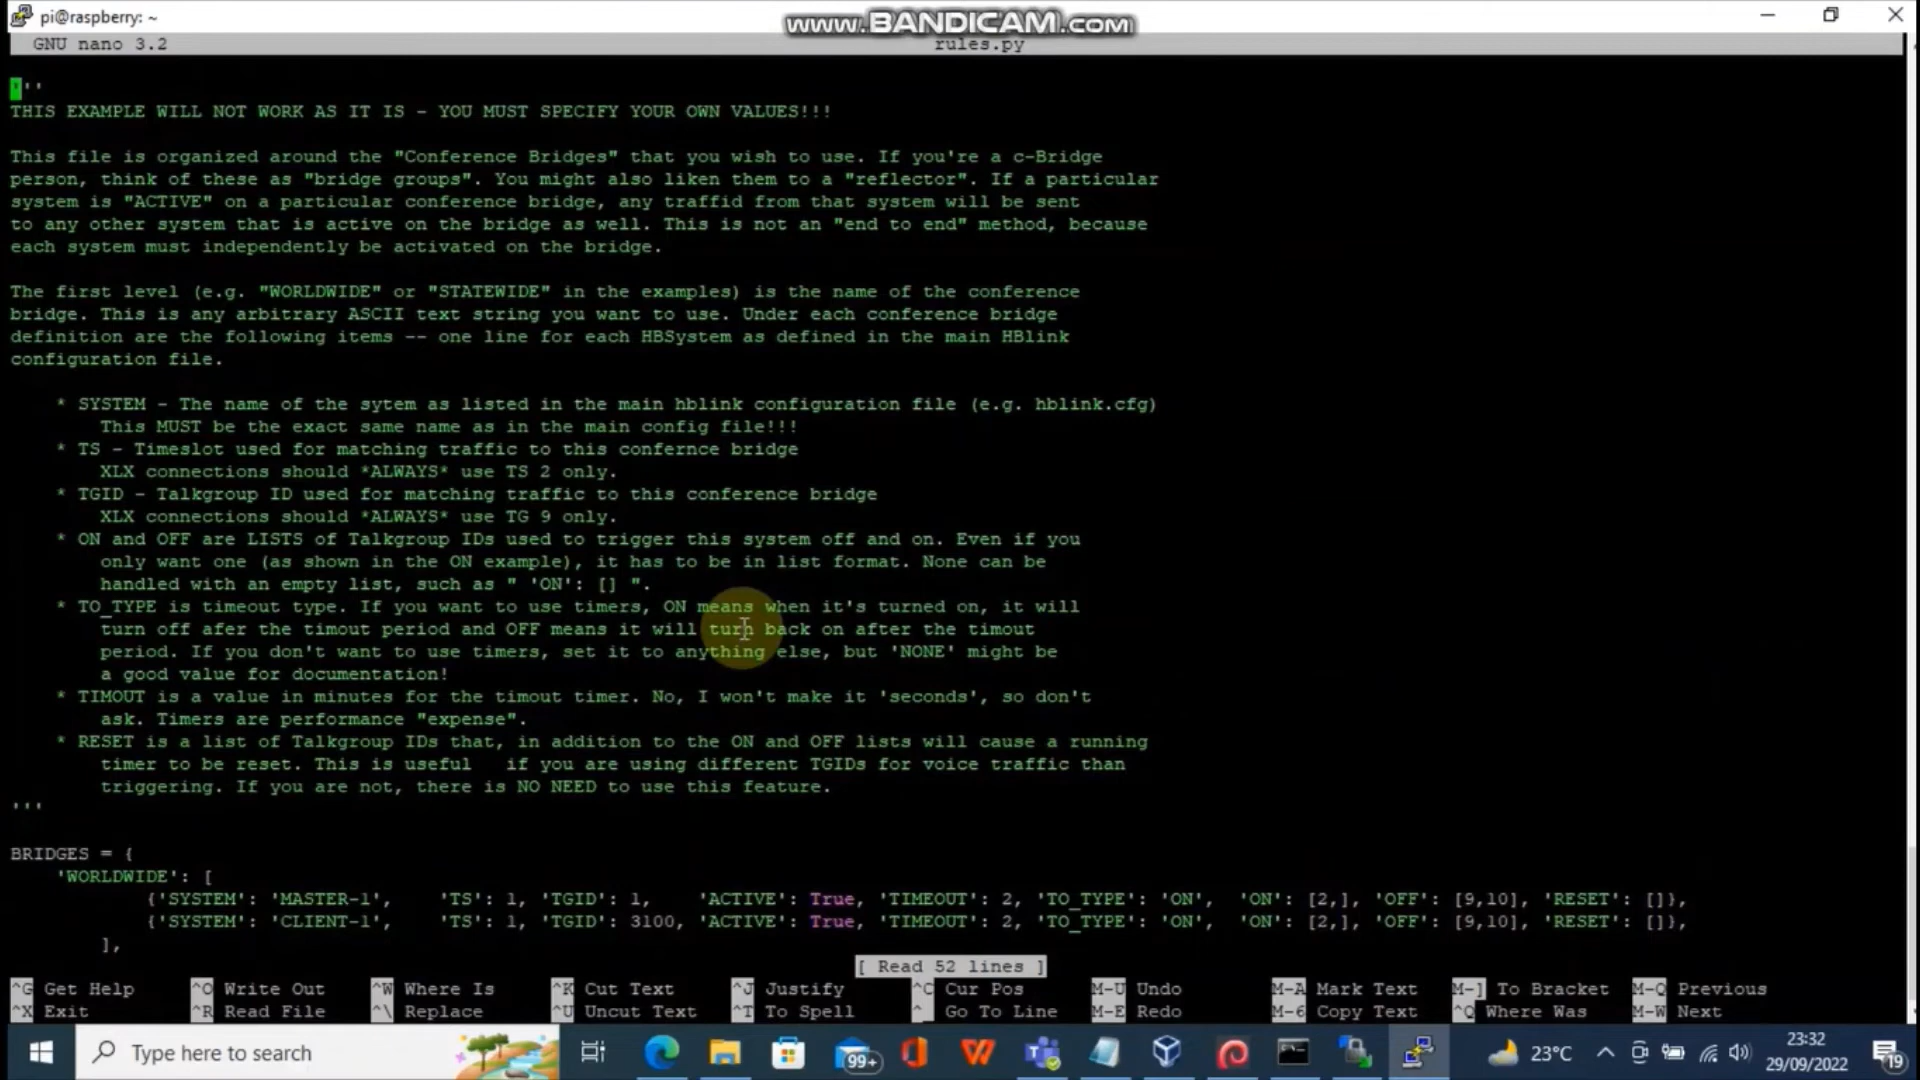 pi@raspberry: ~
www.BANDICAM.com
GNU nano 3.2 rules.py
'''
THIS EXAMPLE WILL NOT WORK AS IT IS - YOU MUST SPECIFY YOUR OWN VALUES!!!
This file is organized around the "Conference Bridges" that you wish to use. If you're a c-Bridge
person, think of these as "bridge groups". You might also liken them to a "reflector". If a particular
system is "ACTIVE" on a particular conference bridge, any traffid from that system will be sent
to any other system that is active on the bridge as well. This is not an "end to end" method, because
each system must independently be activated on the bridge.
The first level (e.g. "WORLDWIDE" or "STATEWIDE" in the examples) is the name of the conference
bridge. This is any arbitrary ASCII text string you want to use. Under each conference bridge
definition are the following items -- one line for each HBSystem as defined in the main HBlink
configuration file.
* SYSTEM - The name of the sytem as listed in the main hblink configuration file (e.g. hblink.cfg)
This MUST be the exact same name as in the main config file!!!
* TS - Timeslot used for matching traffic to this confernce bridge
XLX connections should *ALWAYS* use TS 2 only.
* TGID - Talkgroup ID used for matching traffic to this conference bridge
XLX connections should *ALWAYS* use TG 9 only.
* ON and OFF are LISTS of Talkgroup IDs used to trigger this system off and on. Even if you
only want one (as shown in the ON example), it has to be in list format. None can be
handled with an empty list, such as " 'ON': [] ".
* TO_TYPE is timeout type. If you want to use timers, ON means when it's turned on, it will
turn off afer the timout period and OFF means it will turn back on after the timout
period. If you don't want to use timers, set it to anything else, but 'NONE' might be
a good value for documentation!
* TIMOUT is a value in minutes for the timout timer. No, I won't make it 'seconds', so don't
ask. Timers are performance "expense".
* RESET is a list of Talkgroup IDs that, in addition to the ON and OFF lists will cause a running
timer to be reset. This is useful   if you are using different TGIDs for voice traffic than
triggering. If you are not, there is NO NEED to use this feature.
'''
BRIDGES = {
'WORLDWIDE': [
{'SYSTEM': 'MASTER-1', 'TS': 1, 'TGID': 1, 'ACTIVE': True, 'TIMEOUT': 2, 'TO_TYPE': 'ON', 'ON': [2,], 'OFF': [9,10], 'RESET': []},
{'SYSTEM': 'CLIENT-1', 'TS': 1, 'TGID': 3100, 'ACTIVE': True, 'TIMEOUT': 2, 'TO_TYPE': 'ON', 'ON': [2,], 'OFF': [9,10], 'RESET': []},
],
[ Read 52 lines ]
^G Get Help ^O Write Out ^W Where Is ^K Cut Text ^J Justify ^C Cur Pos M-U Undo M-A Mark Text M-] To Bracket M-Q Previous
^X Exit ^R Read File ^\ Replace ^U Uncut Text ^T To Spell ^_ Go To Line M-E Redo M-6 Copy Text ^Q Where Was M-W Next
Type here to search 99+ 23°C 23:32
29/09/2022 19